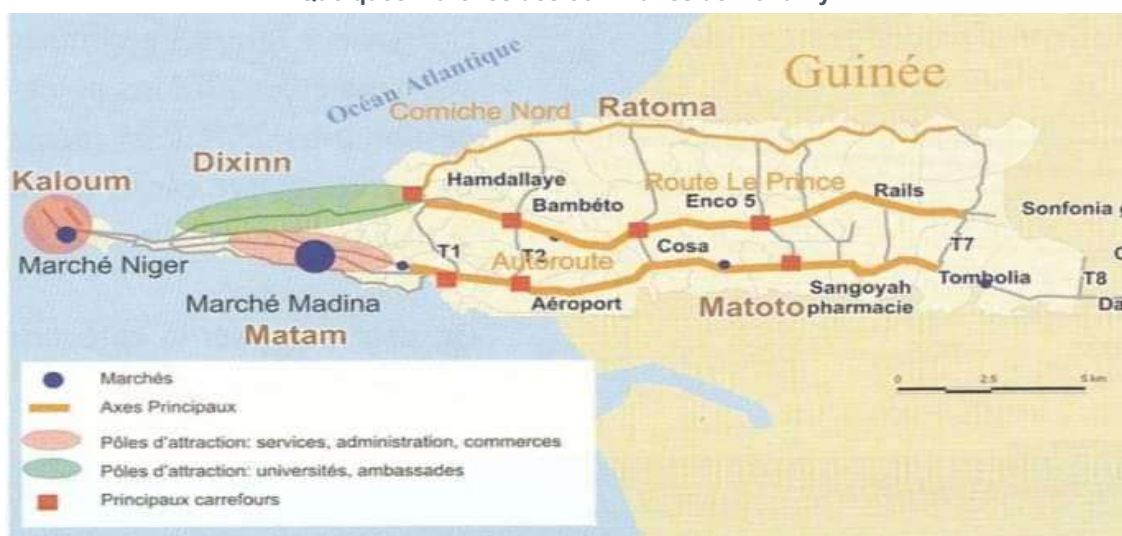 Océan Atlantique
Guinée
Corniche Nord
Ratoma
Dixinn
Kaloum
Hamdallaye
Route Le Prince
Rails
Bambéto
Enco 5
Sonfonia
Marché Niger
T1
T2
Cosa
T7
Autoroute
Marché Madina
Aéroport
Matoto
Sangoyah
pharmacie
Tombolia
T8
Matam
0 2.5 5 km
Marchés
Axes Principaux
Pôles d'attraction: services, administration, commerces
Pôles d'attraction: universités, ambassades
Principaux carrefours